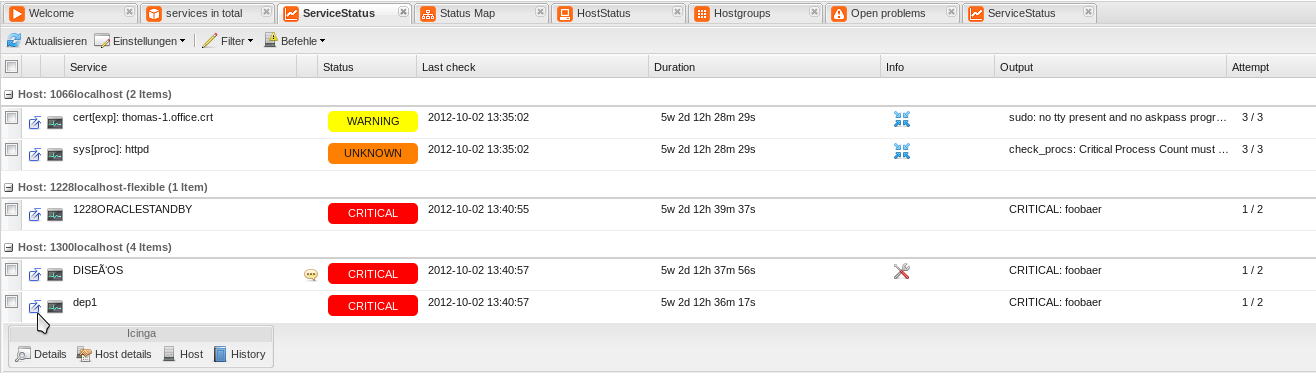 Welcome services in total ServiceStatus Status Map HostStatus Hostgroups Open problems ServiceStatus
Aktualisieren Einstellungen Filter Befehle
Service Status Last check Duration Info Output Attempt
Host: 1066localhost (2 Items)
cert[exp]: thomas-1.office.crt WARNING 2012-10-02 13:35:02 5w 2d 12h 28m 29s sudo: no tty present and no askpass progr... 3 / 3
sys[proc]: httpd UNKNOWN 2012-10-02 13:35:02 5w 2d 12h 28m 29s check_procs: Critical Process Count must ... 3 / 3
Host: 1228localhost-flexible (1 Item)
1228ORACLESTANDBY CRITICAL 2012-10-02 13:40:55 5w 2d 12h 39m 37s CRITICAL: foobaer 1 / 2
Host: 1300localhost (4 Items)
DISEÃ'OS CRITICAL 2012-10-02 13:40:57 5w 2d 12h 37m 56s CRITICAL: foobaer 1 / 2
dep1 CRITICAL 2012-10-02 13:40:57 5w 2d 12h 36m 17s CRITICAL: foobaer 1 / 2
Icinga
Details Host details Host History